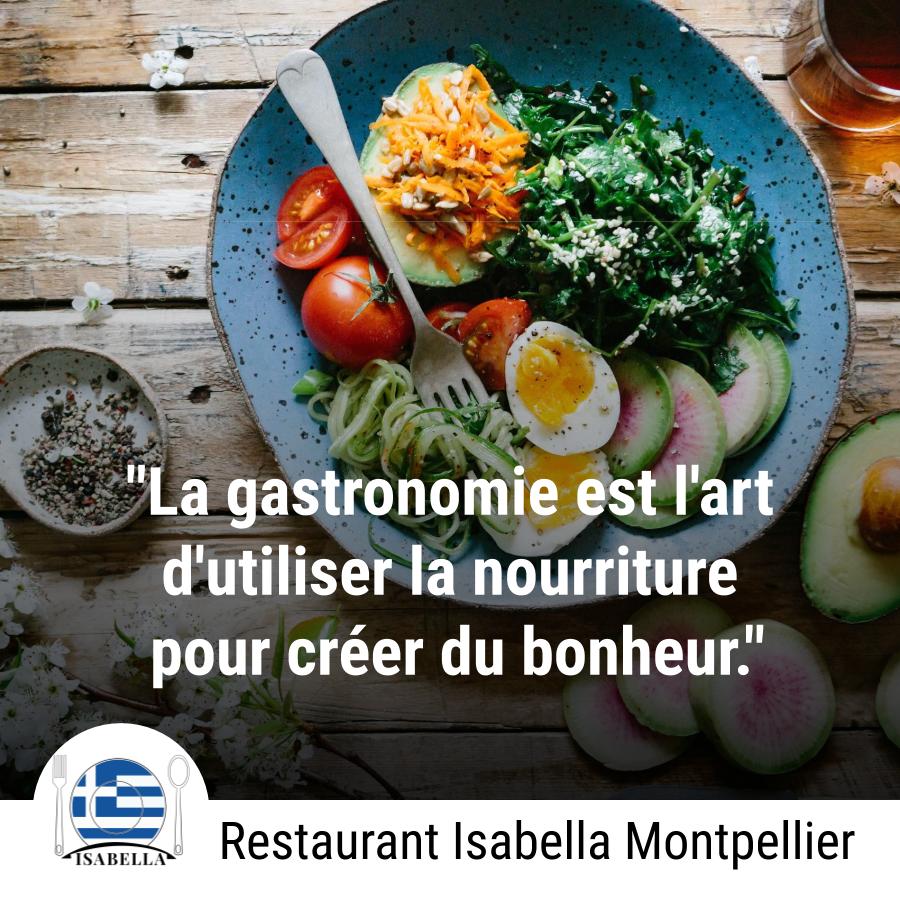 "La gastronomie est l'art
d'utiliser la nourriture
pour créer du bonheur."
ISABELLA
Restaurant Isabella Montpellier